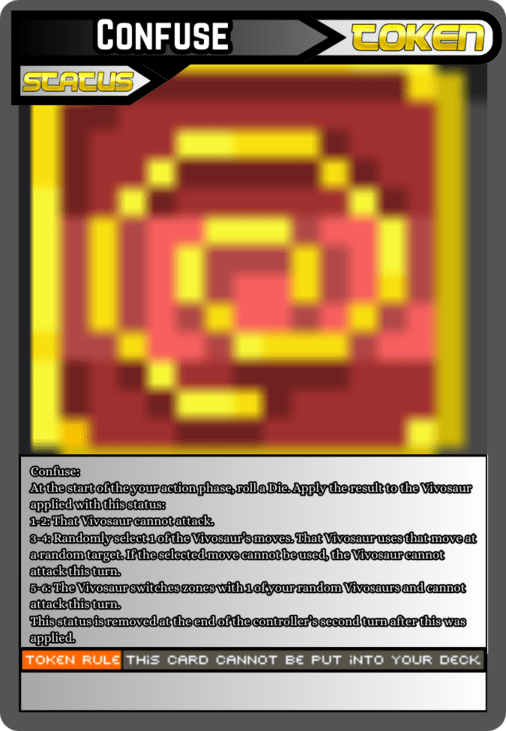 CONFUSE
TOKEN
STATUS
Confuse:
At the start of the your action phase, roll a Die. Apply the result to the Vivosaur
applied with this status:
1-2: That Vivosaur cannot attack.
3-4: Randomly select 1 of the Vivosaur's moves. That Vivosaur uses that move at
a random target. If the selected move cannot be used, the Vivosaur cannot
attack this turn.
5-6: The Vivosaur switches zones with 1 of your random Vivosaurs and cannot
attack this turn.
This status is removed at the end of the controller's second turn after this was
applied.
TOKEN RULE THIS CARD CANNOT BE PUT INTO YOUR DECK